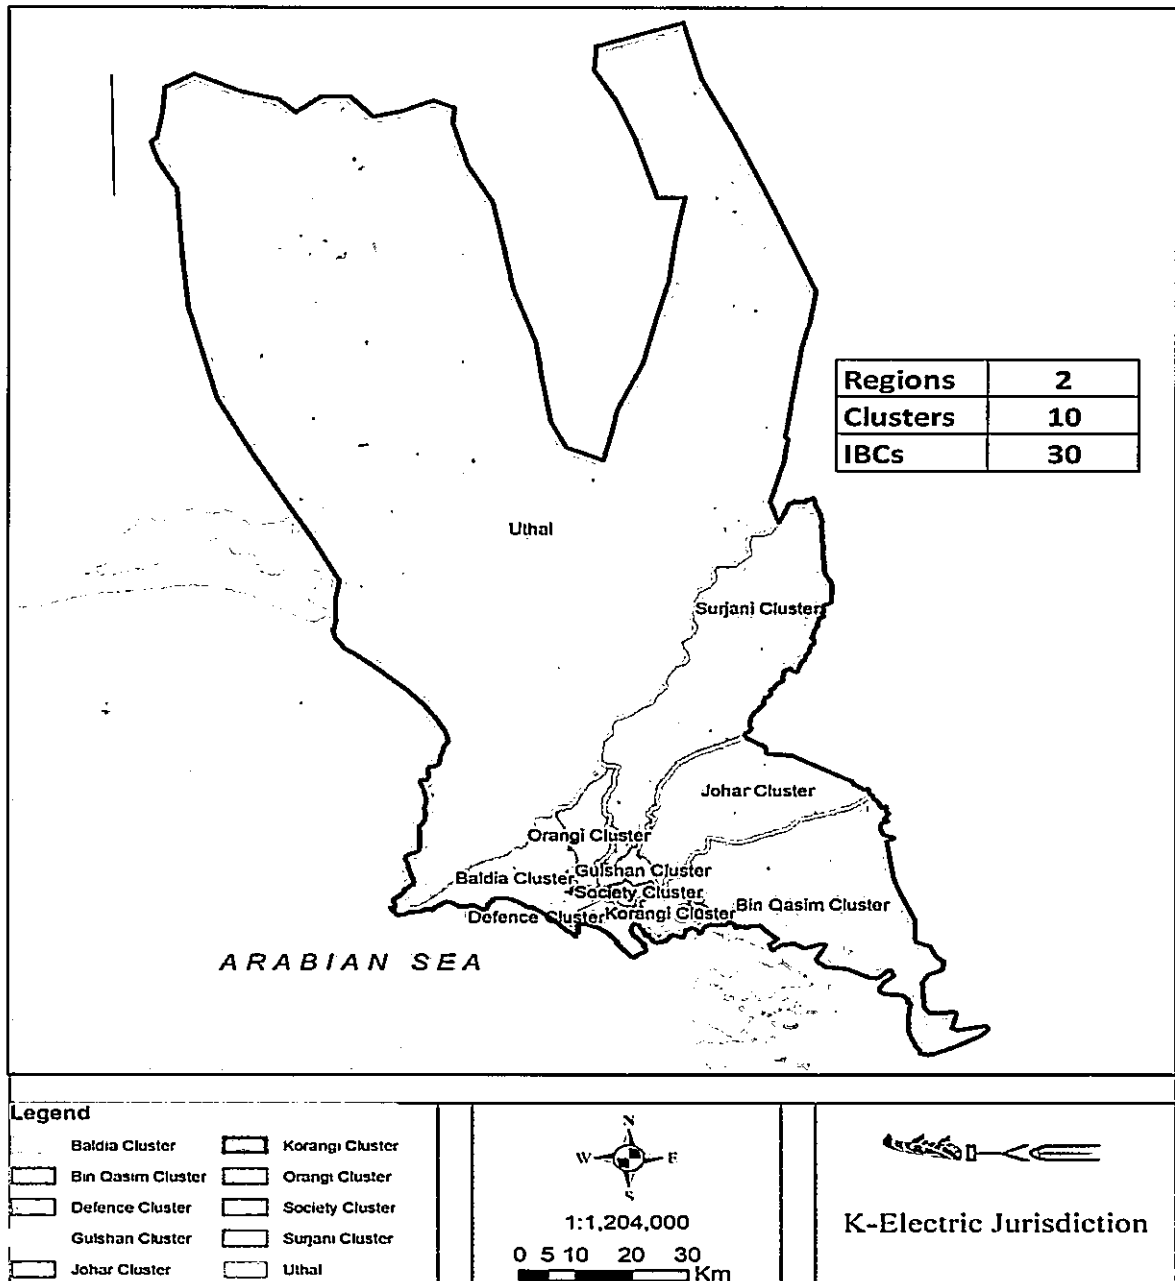 Regions 2
Clusters 10
IBCs 30
Uthal
Surjani Cluster
Johar Cluster
Orangi Cluster
Gulshan Cluster
Baldia Cluster
Society Cluster
Bin Qasim Cluster
Defence Cluster
Korangi Cluster
ARABIAN SEA
Legend
Baldia Cluster
Korangi Cluster
Bin Qasim Cluster
Orangi Cluster
Defence Cluster
Society Cluster
Gulshan Cluster
Surjani Cluster
Johar Cluster
Uthal
N
W E
S
1:1,204,000
0 5 10 20 30
Km
K-Electric Jurisdiction